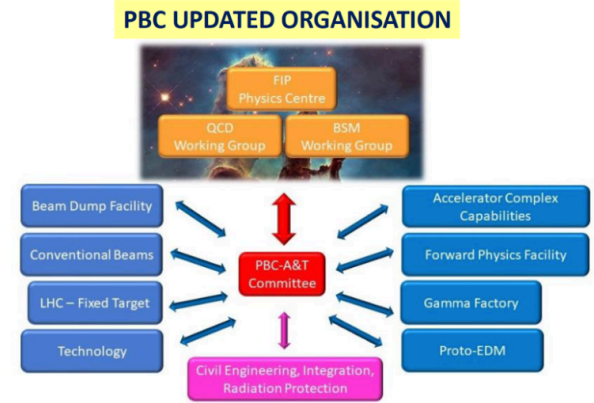 PBC UPDATED ORGANISATION
FIP
Physics Centre
QCD
Working Group
BSM
Working Group
Beam Dump Facility
Conventional Beams
LHC – Fixed Target
Technology
PBC-A&T
Committee
Accelerator Complex
Capabilities
Forward Physics Facility
Gamma Factory
Proto-EDM
Civil Engineering, Integration,
Radiation Protection